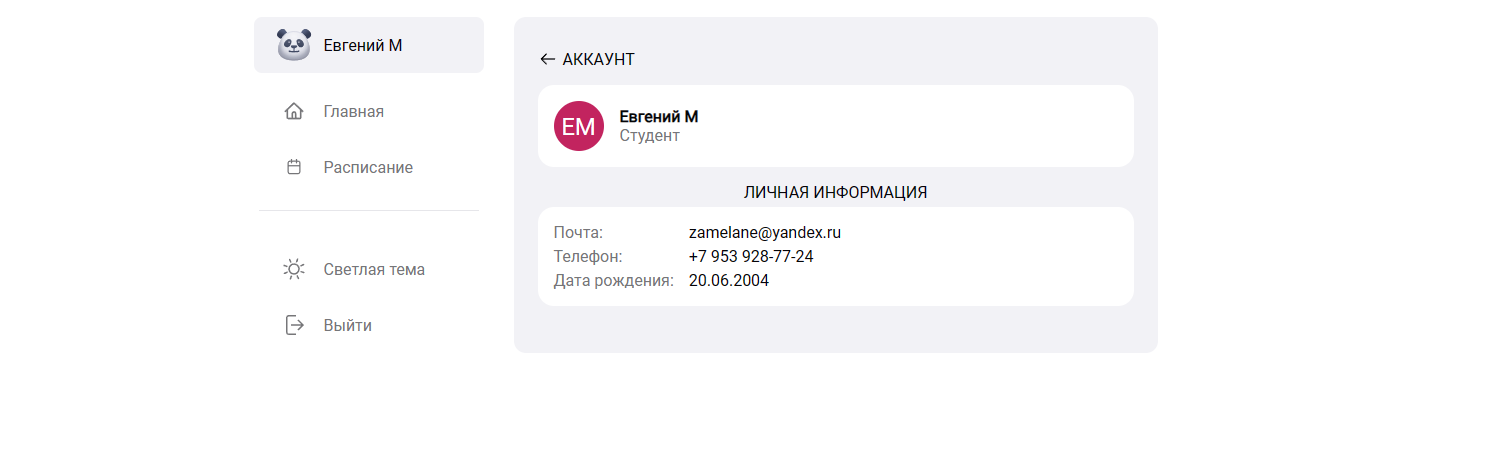 Евгений М
Главная
Расписание
Светлая тема
Выйти
АККАУНТ
ЕМ
Евгений М
Студент
ЛИЧНАЯ ИНФОРМАЦИЯ
Почта: zamelane@yandex.ru
Телефон: +7 953 928-77-24
Дата рождения: 20.06.2004